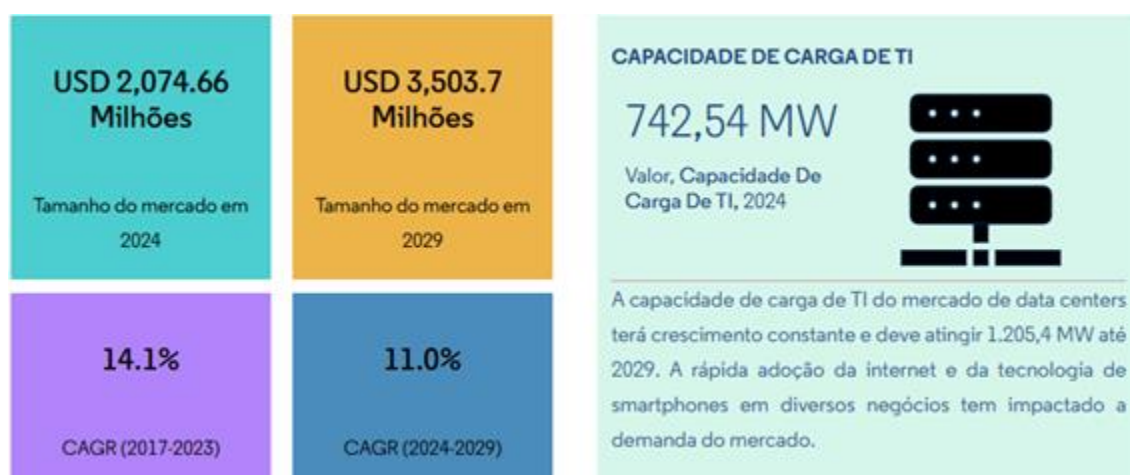 USD 2,074.66
Milhões
Tamanho do mercado em
2024
USD 3,503.7
Milhões
Tamanho do mercado em
2029
14.1%
CAGR (2017-2023)
11.0%
CAGR (2024-2029)
CAPACIDADE DE CARGA DE TI
742,54 MW
Valor, Capacidade De
Carga De TI, 2024
A capacidade de carga de TI do mercado de data centers
terá crescimento constante e deve atingir 1.205,4 MW até
2029. A rápida adoção da internet e da tecnologia de
smartphones em diversos negócios tem impactado a
demanda do mercado.